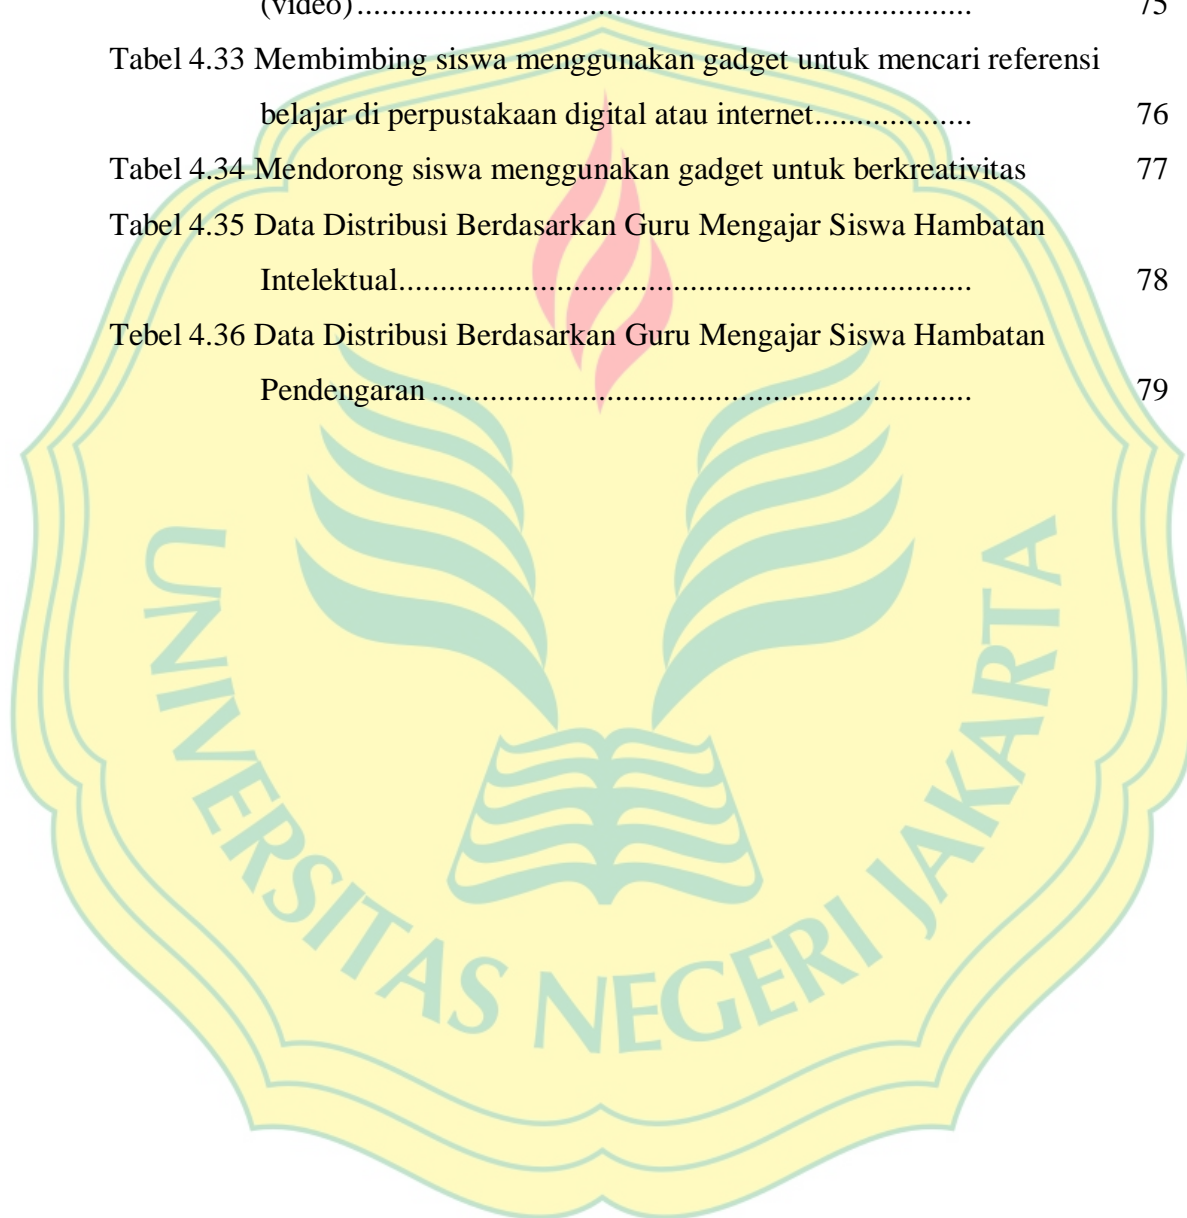 (video).............................................................................. 75
Tabel 4.33 Membimbing siswa menggunakan gadget untuk mencari referensi
belajar di perpustakaan digital atau internet................... 76
Tabel 4.34 Mendorong siswa menggunakan gadget untuk berkreativitas 77
Tabel 4.35 Data Distribusi Berdasarkan Guru Mengajar Siswa Hambatan
Intelektual....................................................................... 78
Tebel 4.36 Data Distribusi Berdasarkan Guru Mengajar Siswa Hambatan
Pendengaran .................................................................... 79
UNIVERSITAS NEGERI JAKARTA